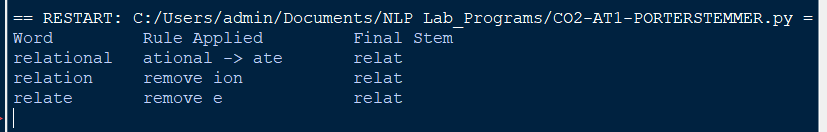 == RESTART: C:/Users/admin/Documents/NLP Lab_Programs/CO2-AT1-PORTERSTEMMER.py =
Word Rule Applied Final Stem
relational ational -> ate relat
relation remove ion relat
relate remove e relat